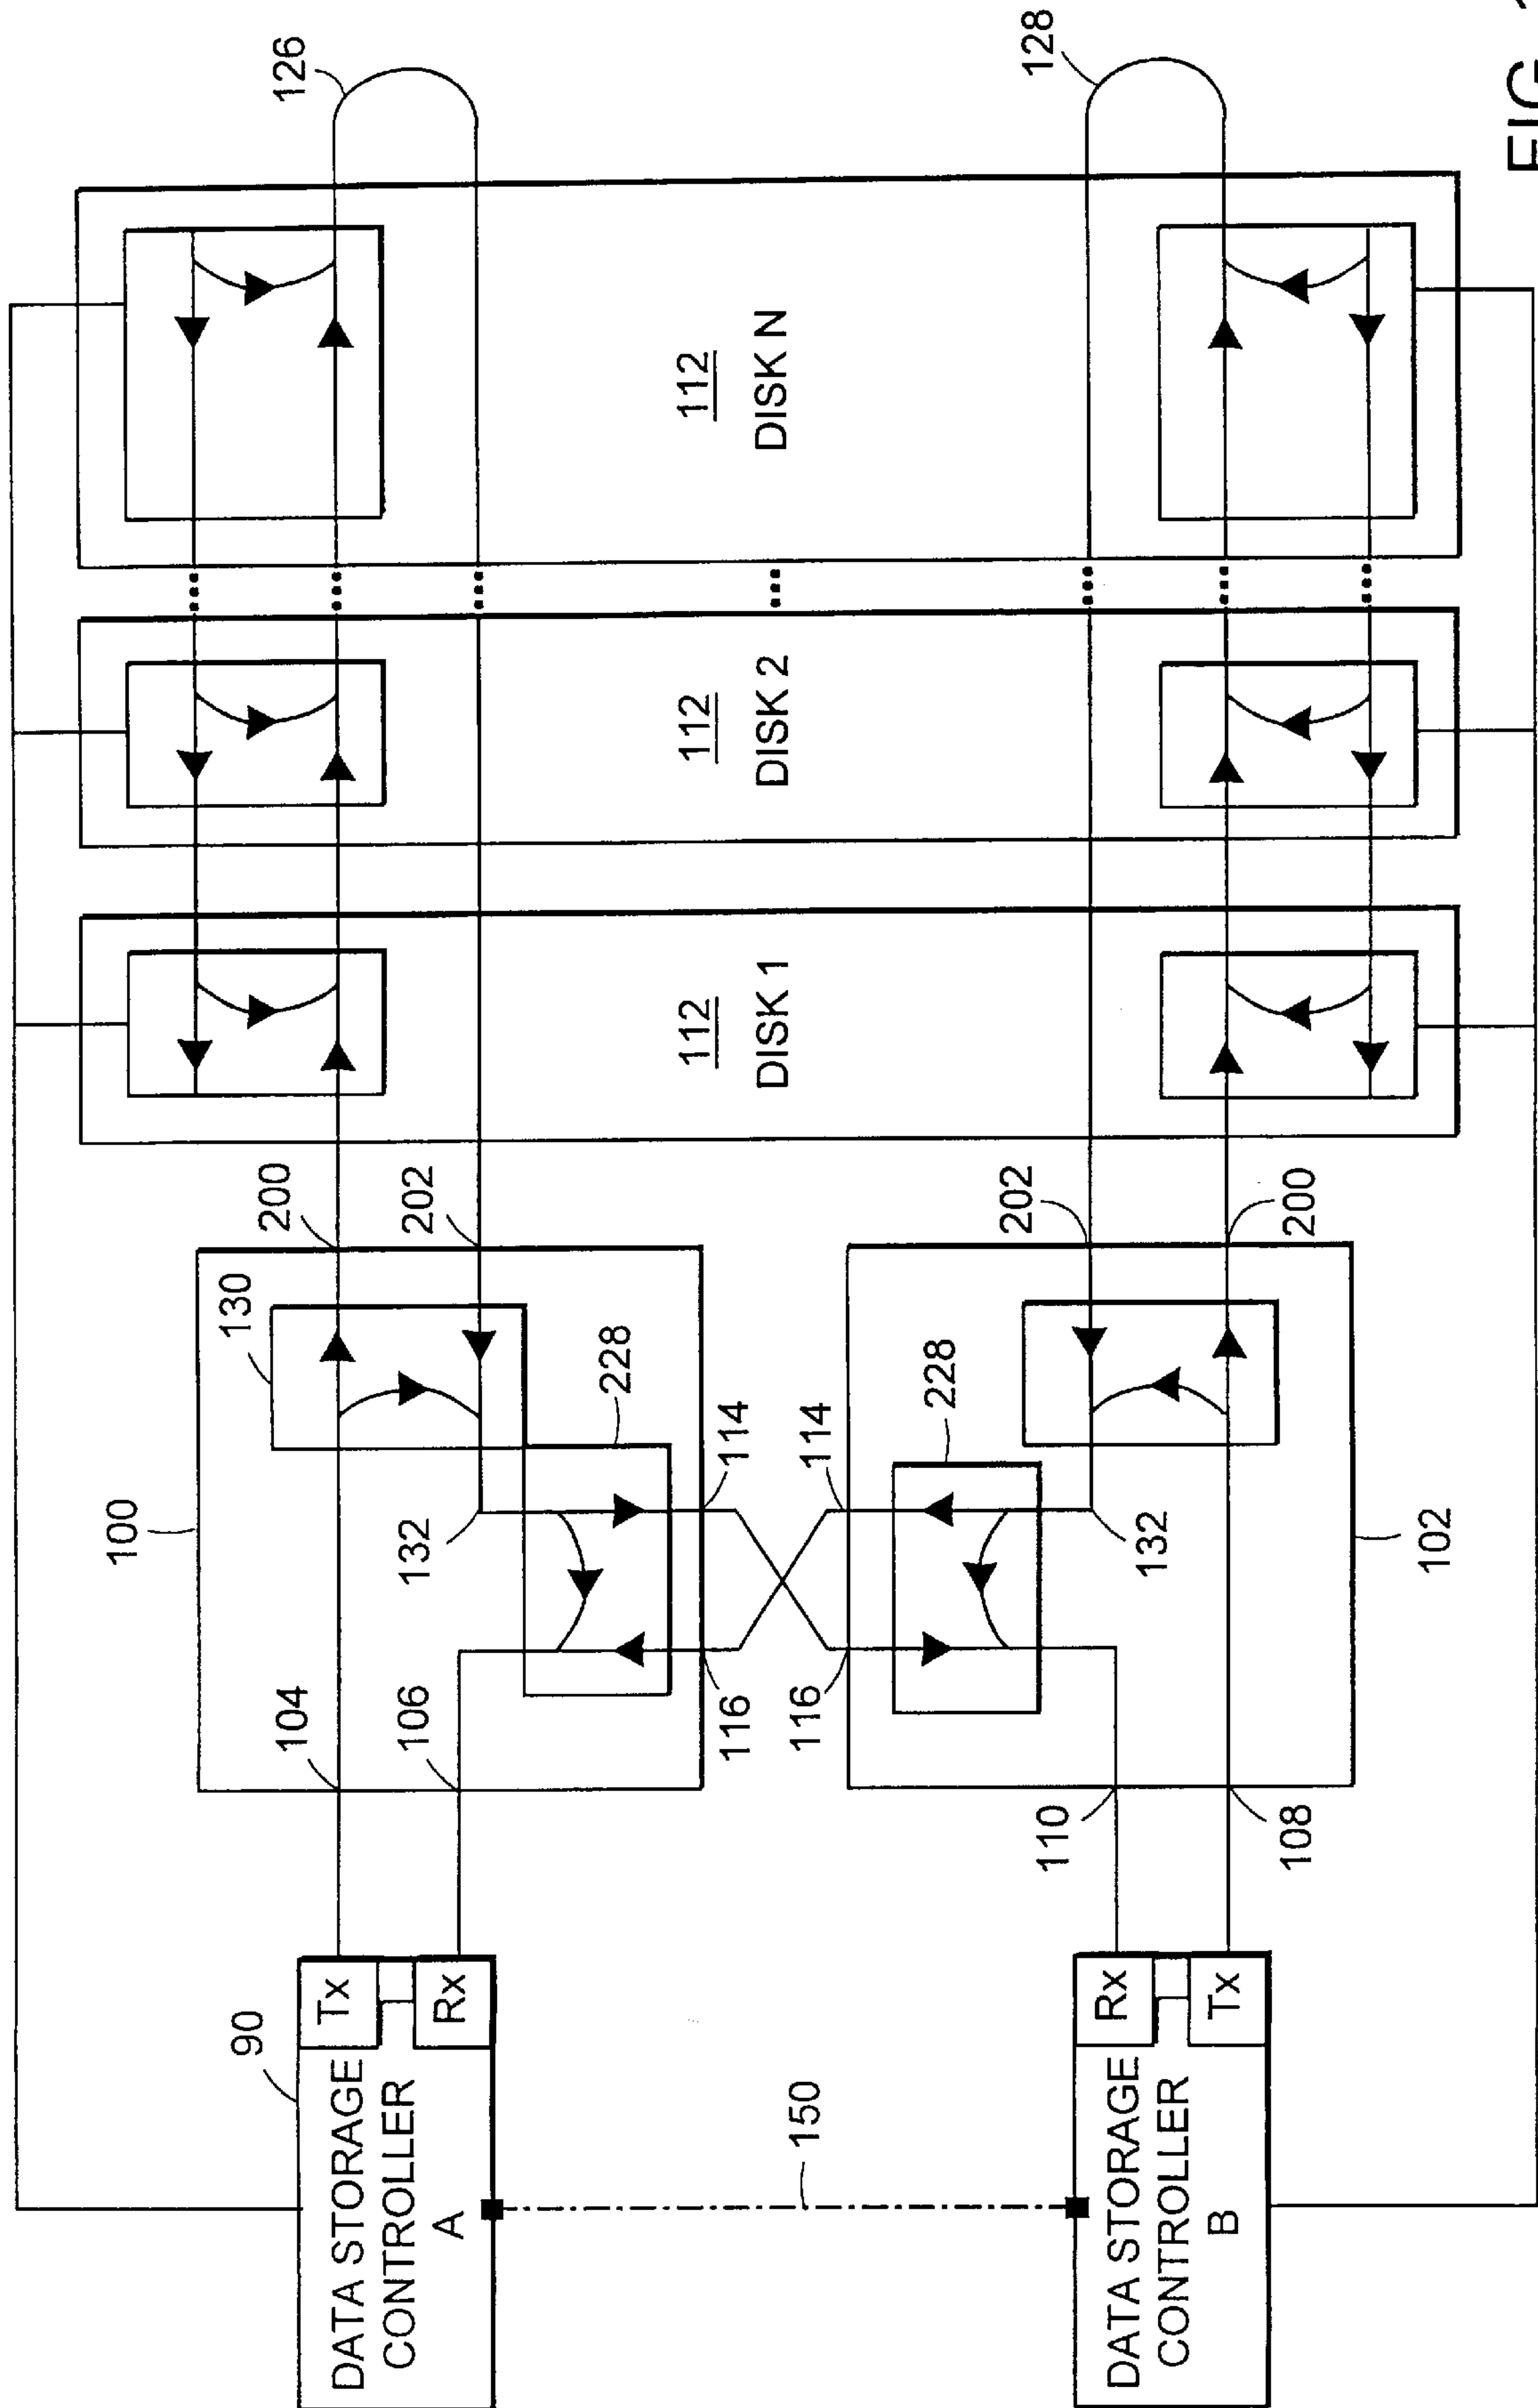 126
128
112
DISK N
112
DISK 2
112
DISK 1
200
202
202
200
130
228
228
100
132
114
114
132
102
104
106
116
116
110
108
90
Tx
Rx
DATA STORAGE
CONTROLLER
A
Rx
Tx
DATA STORAGE
CONTROLLER
B
150
FIG.